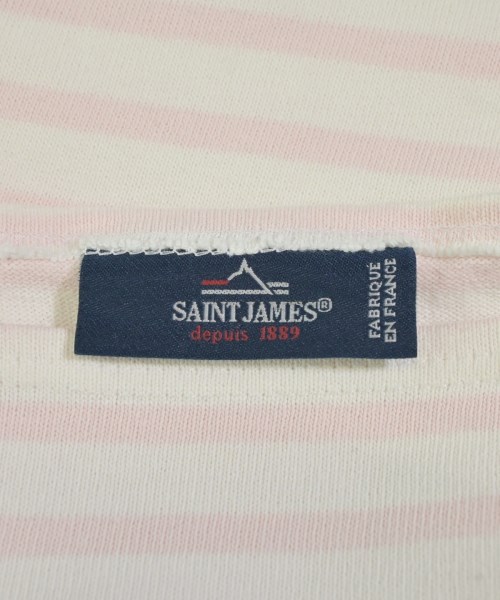 SAINT JAMES®
depuis 1889
FABRIQUÉ
EN FRANCE